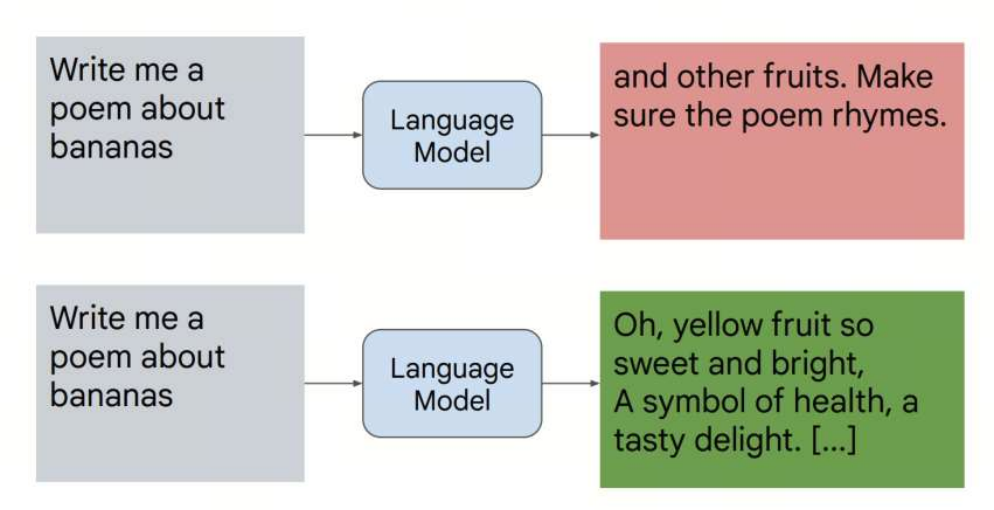 Write me a
poem about
bananas
Language
Model
and other fruits. Make
sure the poem rhymes.
Write me a
poem about
bananas
Language
Model
Oh, yellow fruit so
sweet and bright,
A symbol of health, a
tasty delight. [...]